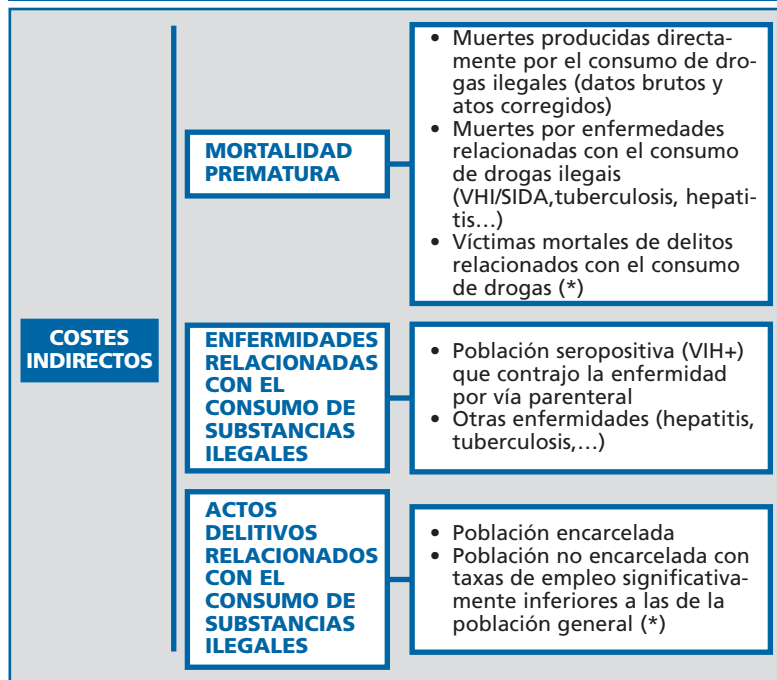 COSTES
INDIRECTOS
MORTALIDAD
PREMATURA
• Muertes producidas directa-
mente por el consumo de dro-
gas ilegales (datos brutos y
atos corregidos)
• Muertes por enfermedades
relacionadas con el consumo
de drogas ilegais
(VHI/SIDA,tuberculosis, hepati-
tis…)
• Víctimas mortales de delitos
relacionados con el consumo
de drogas (*)
ENFERMIDADES
RELACIONADAS
CON EL
CONSUMO DE
SUBSTANCIAS
ILEGALES
• Población seropositiva (VIH+)
que contrajo la enfermidad
por vía parenteral
• Otras enfermidades (hepatitis,
tuberculosis,…)
ACTOS
DELITIVOS
RELACIONADOS
CON EL
CONSUMO DE
SUBSTANCIAS
ILEGALES
• Población encarcelada
• Población no encarcelada con
taxas de empleo significativa-
mente inferiores a las de la
población general (*)